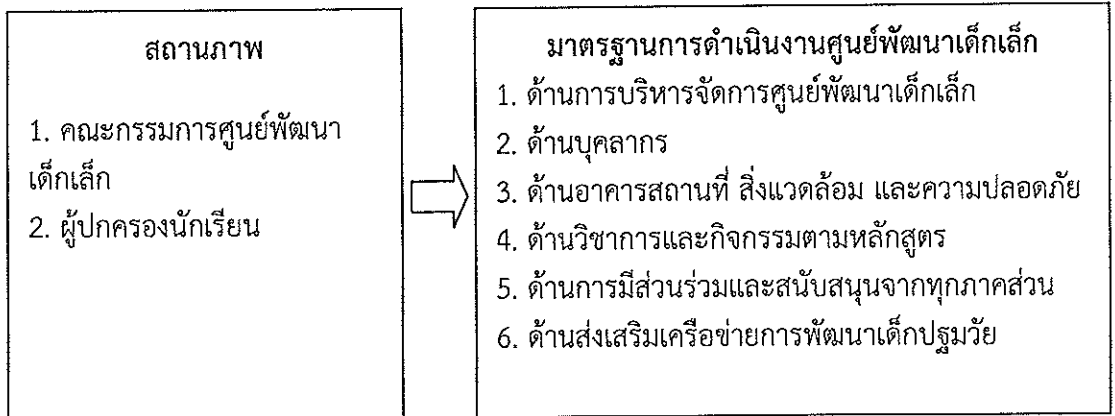 สถานภาพ
1. คณะกรรมการศูนย์พัฒนา
เด็กเล็ก
2. ผู้ปกครองนักเรียน
มาตรฐานการดำเนินงานศูนย์พัฒนาเด็กเล็ก
1. ด้านการบริหารจัดการศูนย์พัฒนาเด็กเล็ก
2. ด้านบุคลากร
3. ด้านอาคารสถานที่ สิ่งแวดล้อม และความปลอดภัย
4. ด้านวิชาการและกิจกรรมตามหลักสูตร
5. ด้านการมีส่วนร่วมและสนับสนุนจากทุกภาคส่วน
6. ด้านส่งเสริมเครือข่ายการพัฒนาเด็กปฐมวัย